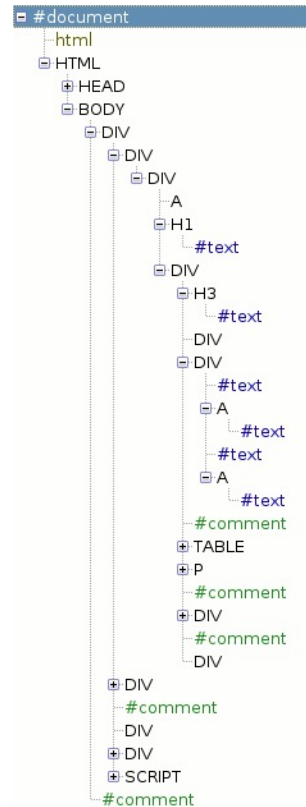 #document
html
HTML
HEAD
BODY
DIV
DIV
DIV
A
H1
#text
DIV
H3
#text
DIV
DIV
#text
A
#text
#text
A
#text
#comment
TABLE
P
#comment
DIV
#comment
DIV
DIV
#comment
DIV
DIV
SCRIPT
#comment